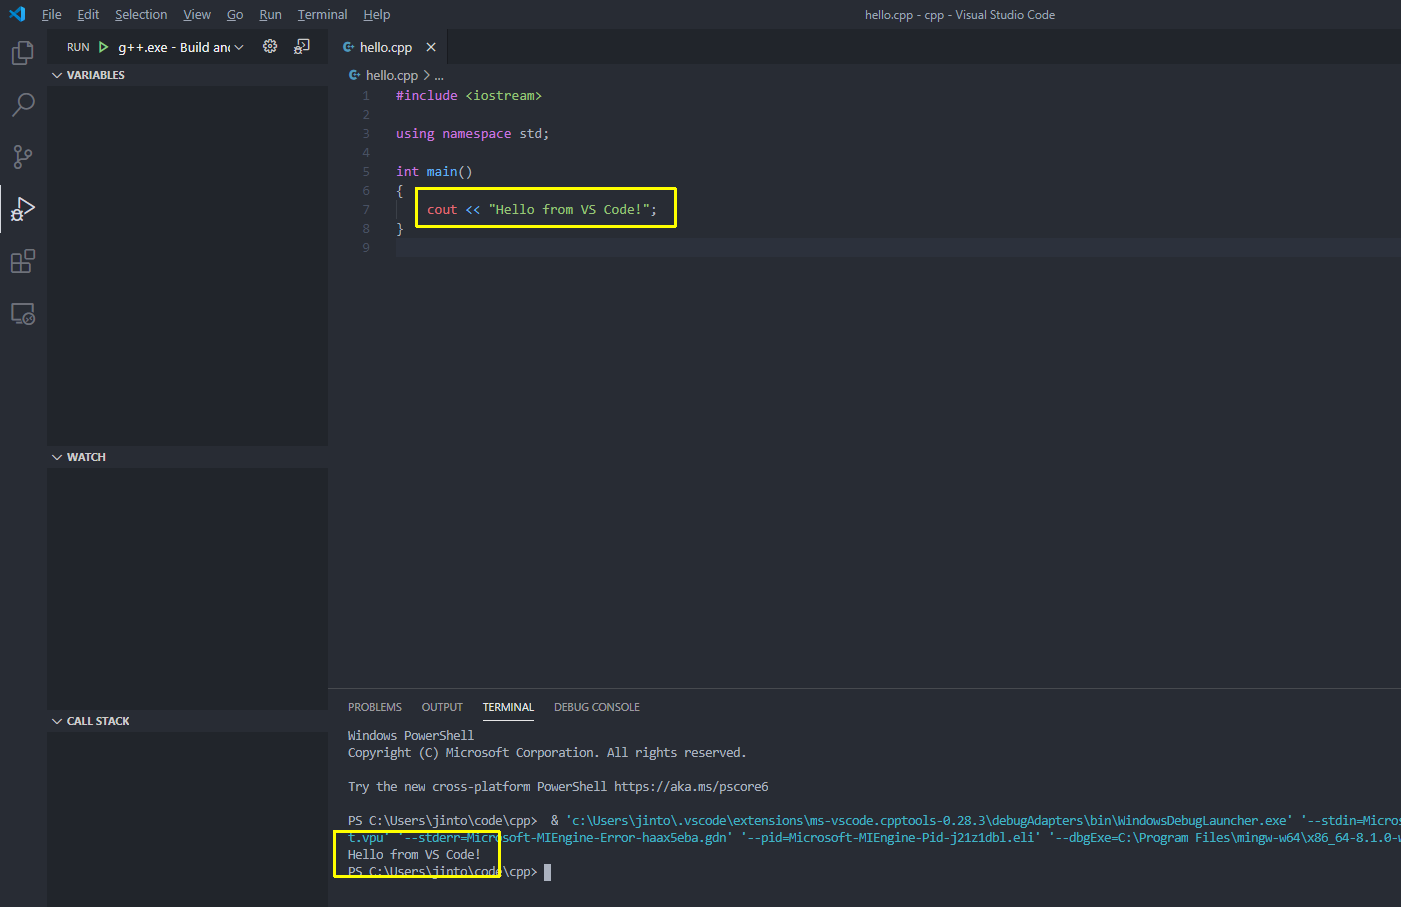 File Edit Selection View Go Run Terminal Help
hello.cpp - cpp - Visual Studio Code
RUN g++.exe - Build and
hello.cpp
VARIABLES
hello.cpp > ...
1 #include <iostream>
2
3 using namespace std;
4
5 int main()
6 {
7 cout << "Hello from VS Code!";
8 }
9
WATCH
CALL STACK
PROBLEMS OUTPUT TERMINAL DEBUG CONSOLE
Windows PowerShell
Copyright (C) Microsoft Corporation. All rights reserved.
Try the new cross-platform PowerShell https://aka.ms/pscore6
PS C:\Users\jinto\code\cpp> & 'c:\Users\jinto\.vscode\extensions\ms-vscode.cpptools-0.28.3\debugAdapters\bin\WindowsDebugLauncher.exe' '--stdin=Micros
t.vpu' '--stderr=Microsoft-MIEngine-Error-haax5eba.gdn' '--pid=Microsoft-MIEngine-Pid-j21z1dbl.eli' '--dbgExe=C:\Program Files\mingw-w64\x86_64-8.1.0-w
Hello from VS Code!
PS C:\Users\jinto\code\cpp>